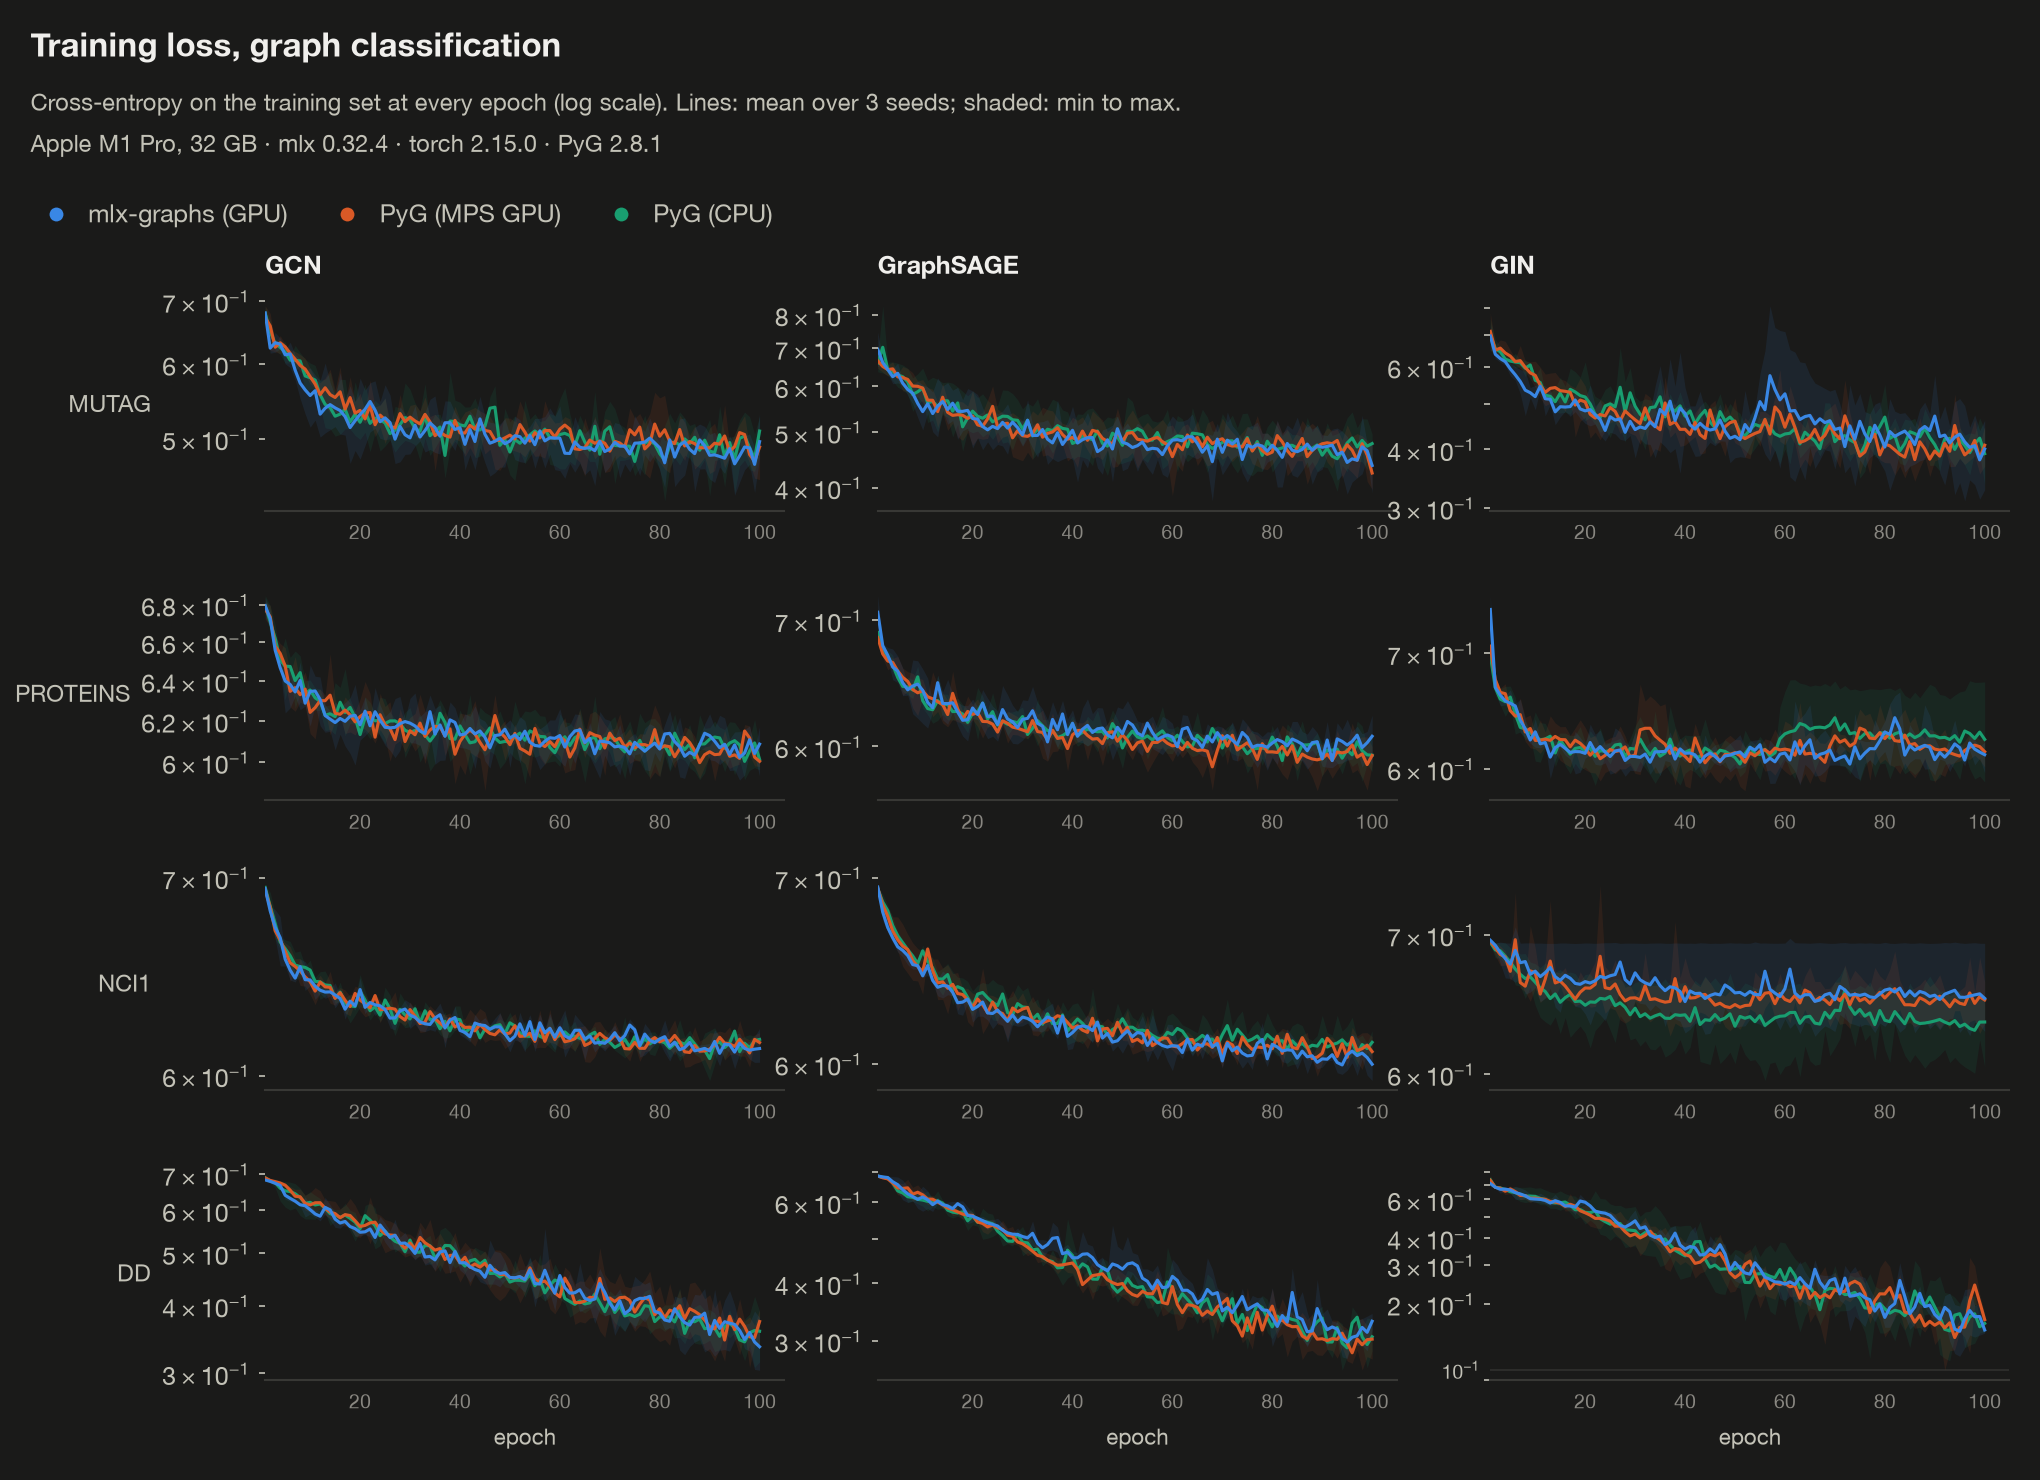 Training loss, graph classification
Cross-entropy on the training set at every epoch (log scale). Lines: mean over 3 seeds; shaded: min to max.
Apple M1 Pro, 32 GB · mlx 0.32.4 · torch 2.15.0 · PyG 2.8.1
mlx-graphs (GPU) PyG (MPS GPU) PyG (CPU)
GCN GraphSAGE GIN
MUTAG
7 × 10⁻¹
6 × 10⁻¹
5 × 10⁻¹
20 40 60 80 100
8 × 10⁻¹
7 × 10⁻¹
6 × 10⁻¹
5 × 10⁻¹
4 × 10⁻¹
20 40 60 80 100
6 × 10⁻¹
4 × 10⁻¹
3 × 10⁻¹
20 40 60 80 100
PROTEINS
6.8 × 10⁻¹
6.6 × 10⁻¹
6.4 × 10⁻¹
6.2 × 10⁻¹
6 × 10⁻¹
20 40 60 80 100
7 × 10⁻¹
6 × 10⁻¹
20 40 60 80 100
7 × 10⁻¹
6 × 10⁻¹
20 40 60 80 100
NCI1
7 × 10⁻¹
6 × 10⁻¹
20 40 60 80 100
7 × 10⁻¹
6 × 10⁻¹
20 40 60 80 100
7 × 10⁻¹
6 × 10⁻¹
20 40 60 80 100
DD
7 × 10⁻¹
6 × 10⁻¹
5 × 10⁻¹
4 × 10⁻¹
3 × 10⁻¹
20 40 60 80 100
epoch
6 × 10⁻¹
4 × 10⁻¹
3 × 10⁻¹
20 40 60 80 100
epoch
6 × 10⁻¹
4 × 10⁻¹
3 × 10⁻¹
2 × 10⁻¹
10⁻¹
20 40 60 80 100
epoch